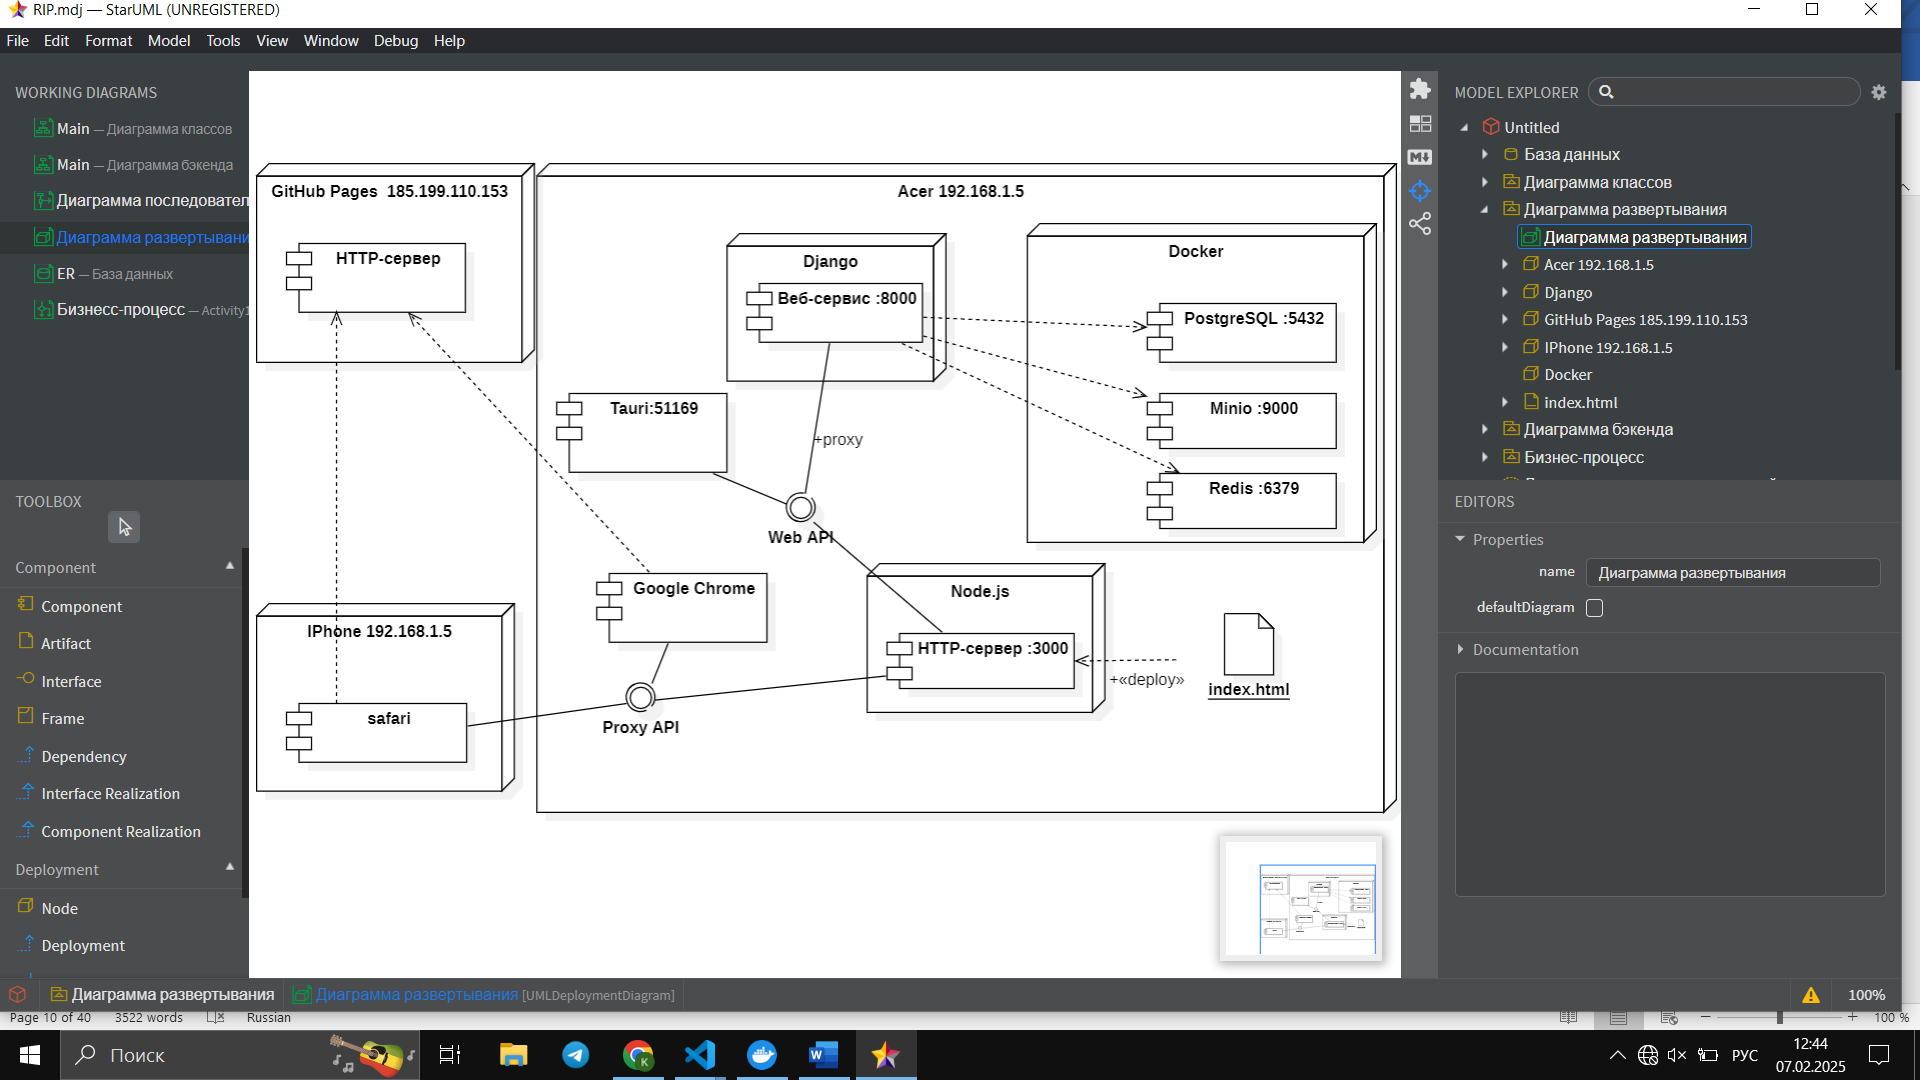 RIP.mdj — StarUML (UNREGISTERED)
File Edit Format Model Tools View Window Debug Help
WORKING DIAGRAMS
Main — Диаграмма классов
Main — Диаграмма бэкенда
Диаграмма последовател
Диаграмма развертывани
ER — База данных
Бизнесс-процесс — Activity1
TOOLBOX
Component
Component
Artifact
Interface
Frame
Dependency
Interface Realization
Component Realization
Deployment
Node
Deployment
GitHub Pages 185.199.110.153
HTTP-сервер
IPhone 192.168.1.5
safari
Acer 192.168.1.5
Django
Веб-сервис :8000
Docker
PostgreSQL :5432
Minio :9000
Redis :6379
Tauri:51169
+proxy
Web API
Google Chrome
Proxy API
Node.js
HTTP-сервер :3000
+«deploy»
index.html
MODEL EXPLORER
Untitled
База данных
Диаграмма классов
Диаграмма развертывания
Диаграмма развертывания
Acer 192.168.1.5
Django
GitHub Pages 185.199.110.153
IPhone 192.168.1.5
Docker
index.html
Диаграмма бэкенда
Бизнес-процесс
EDITORS
Properties
name Диаграмма развертывания
defaultDiagram
Documentation
Диаграмма развертывания
Диаграмма развертывания [UMLDeploymentDiagram]
100%
Page 10 of 40 3522 words Russian
100 %
Поиск
РУС
12:44
07.02.2025